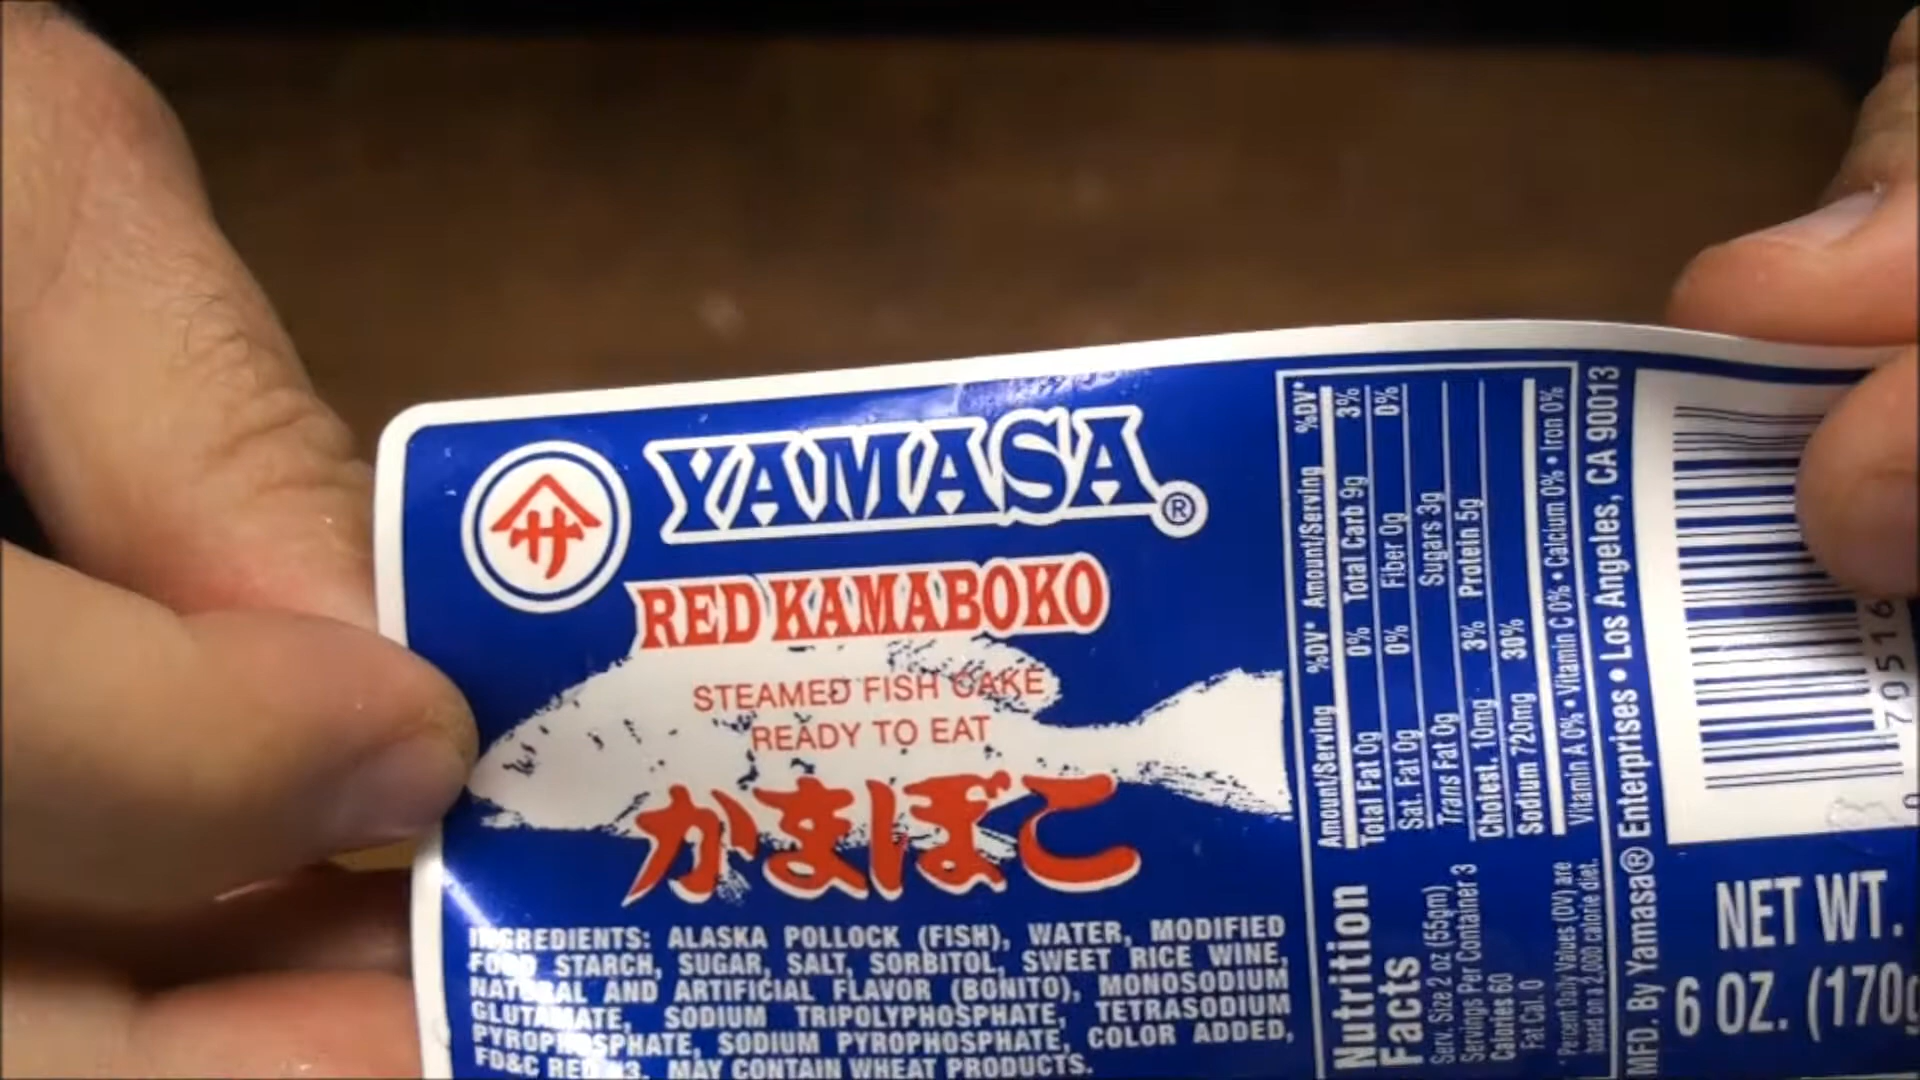 サ
YAMASA®
RED KAMABOKO
STEAMED FISH CAKE
READY TO EAT
かまぼこ
INGREDIENTS: ALASKA POLLOCK (FISH), WATER, MODIFIED
FOOD STARCH, SUGAR, SALT, SORBITOL, SWEET RICE WINE,
NATURAL AND ARTIFICIAL FLAVOR (BONITO), MONOSODIUM
GLUTAMATE, SODIUM TRIPOLYPHOSPHATE, TETRASODIUM
PYROPHOSPHATE, SODIUM PYROPHOSPHATE, COLOR ADDED,
FD&C RED #3. MAY CONTAIN WHEAT PRODUCTS.
Nutrition
Facts
Serv. Size 2 oz (55gm)
Servings Per Container 3
Calories 60
Fat Cal. 0
* Percent Daily Values (DV) are
based on a 2,000 calorie diet.
Amount/Serving %DV* Amount/Serving %DV*
Total Fat 0g 0% Total Carb 9g 3%
Sat. Fat 0g 0% Fiber 0g 0%
Trans Fat 0g Sugars 3g
Cholest. 10mg 3% Protein 5g
Sodium 720mg 30%
Vitamin A 0% • Vitamin C 0% • Calcium 0% • Iron 0%
MFD. By Yamasa® Enterprises • Los Angeles, CA 90013
0 70516
NET WT.
6 OZ. (170g